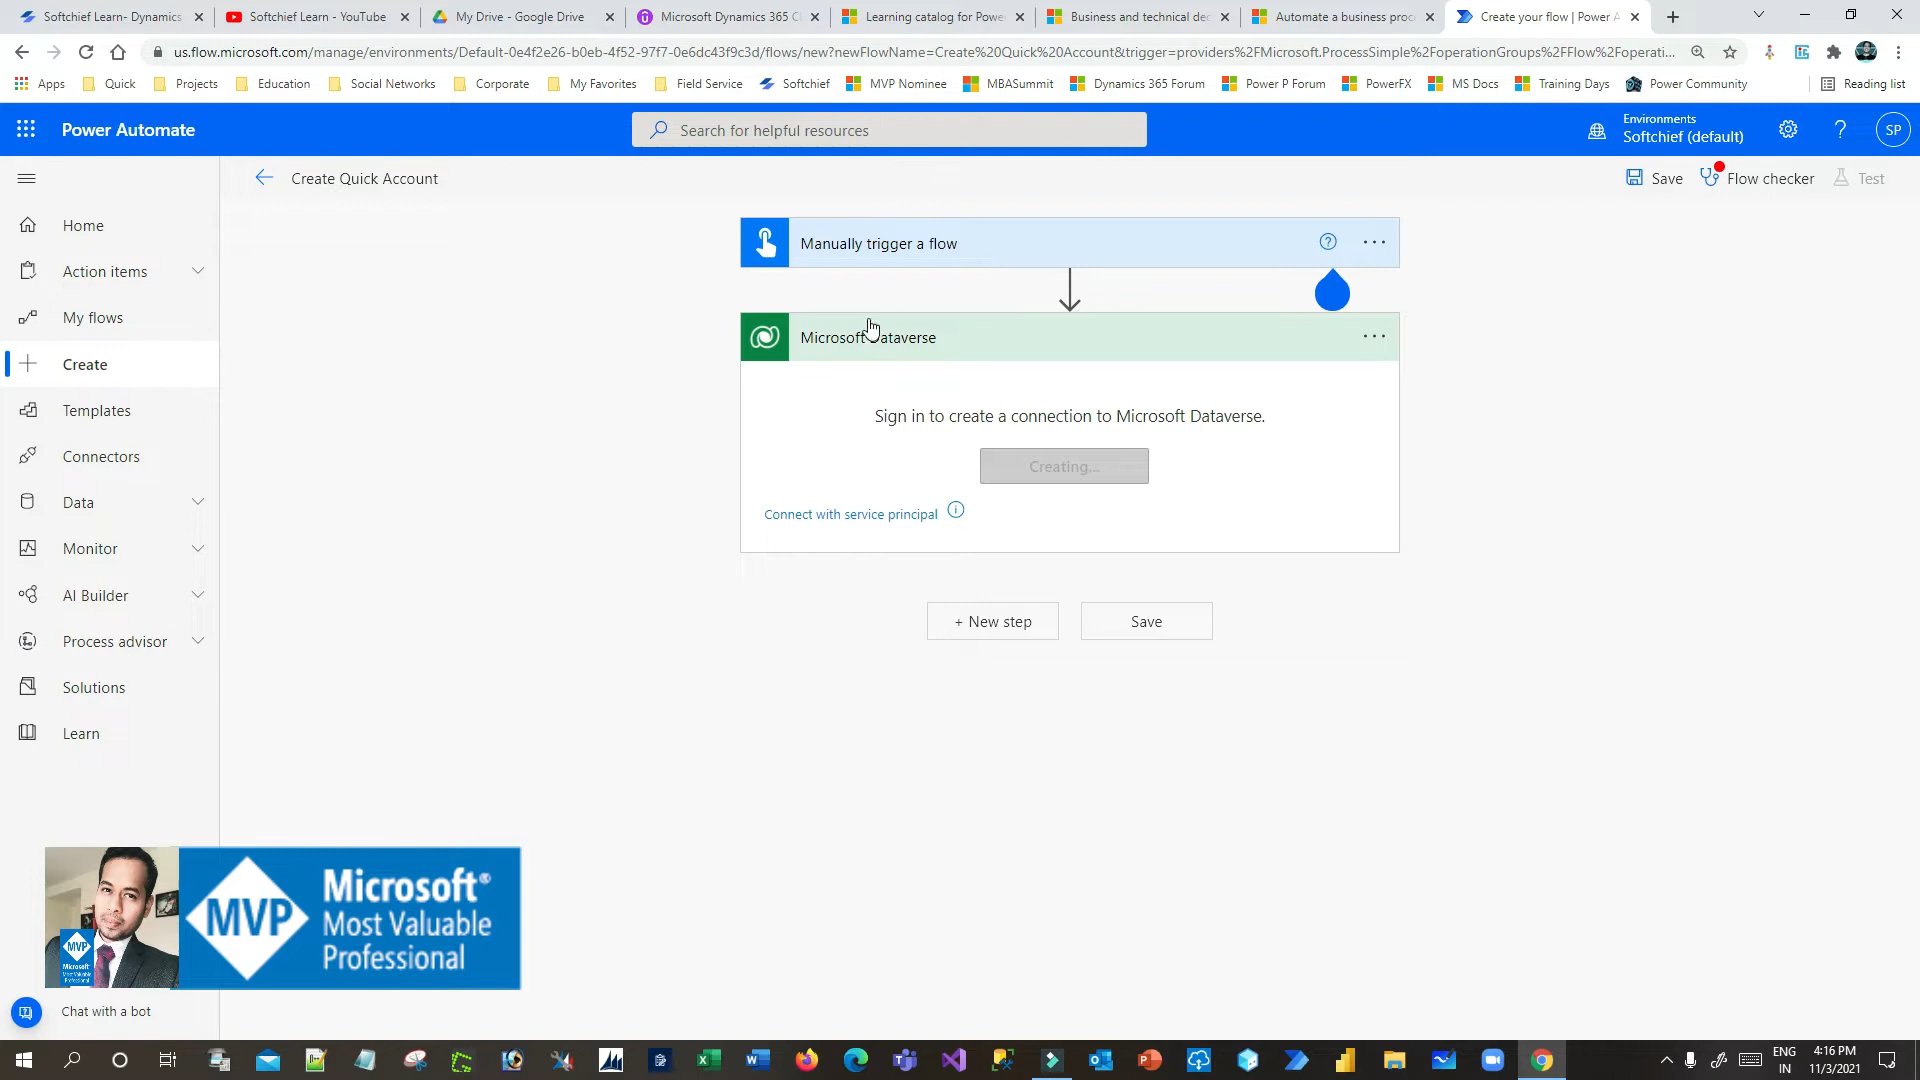 Softchief Learn- Dynamics
Softchief Learn - YouTube
My Drive - Google Drive
Microsoft Dynamics 365 C
Learning catalog for Powe
Business and technical de
Automate a business proc
Create your flow | Power A
us.flow.microsoft.com/manage/environments/Default-0e4f2e26-b0eb-4f52-97f7-0e6dc43f9c3d/flows/new?newFlowName=Create%20Quick%20Account&trigger=providers%2FMicrosoft.ProcessSimple%2FoperationGroups%2FFlow%2Foperati...
Apps
Quick
Projects
Education
Social Networks
Corporate
My Favorites
Field Service
Softchief
MVP Nominee
MBASummit
Dynamics 365 Forum
Power P Forum
PowerFX
MS Docs
Training Days
Power Community
Reading list
Power Automate
Search for helpful resources
Environments
Softchief (default)
SP
Create Quick Account
Save
Flow checker
Test
Home
Action items
My flows
Create
Templates
Connectors
Data
Monitor
AI Builder
Process advisor
Solutions
Learn
Chat with a bot
Manually trigger a flow
Microsoft Dataverse
Sign in to create a connection to Microsoft Dataverse.
Creating...
Connect with service principal
+ New step
Save
MVP
Microsoft®
Most Valuable
Professional
MVP
Microsoft
Most Valuable
Professional
ENG
IN
4:16 PM
11/3/2021